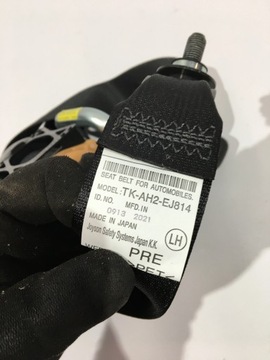 SEAT BELT FOR AUTOMOBILES.
MODEL:TK-AH2-EJ814
ID.NO. MFD.IN
0913 2021
MADE IN JAPAN
Joyson Safety Systems Japan K.K.
LH
PRE